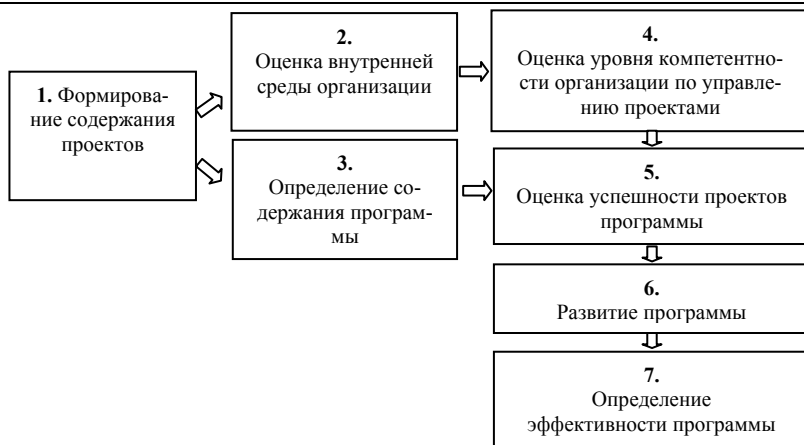 1. Формирова-
ние содержания
проектов
2.
Оценка внутренней
среды организации
3.
Определение со-
держания програм-
мы
4.
Оценка уровня компетентно-
сти организации по управле-
нию проектами
5.
Оценка успешности проектов
программы
6.
Развитие программы
7.
Определение
эффективности программы